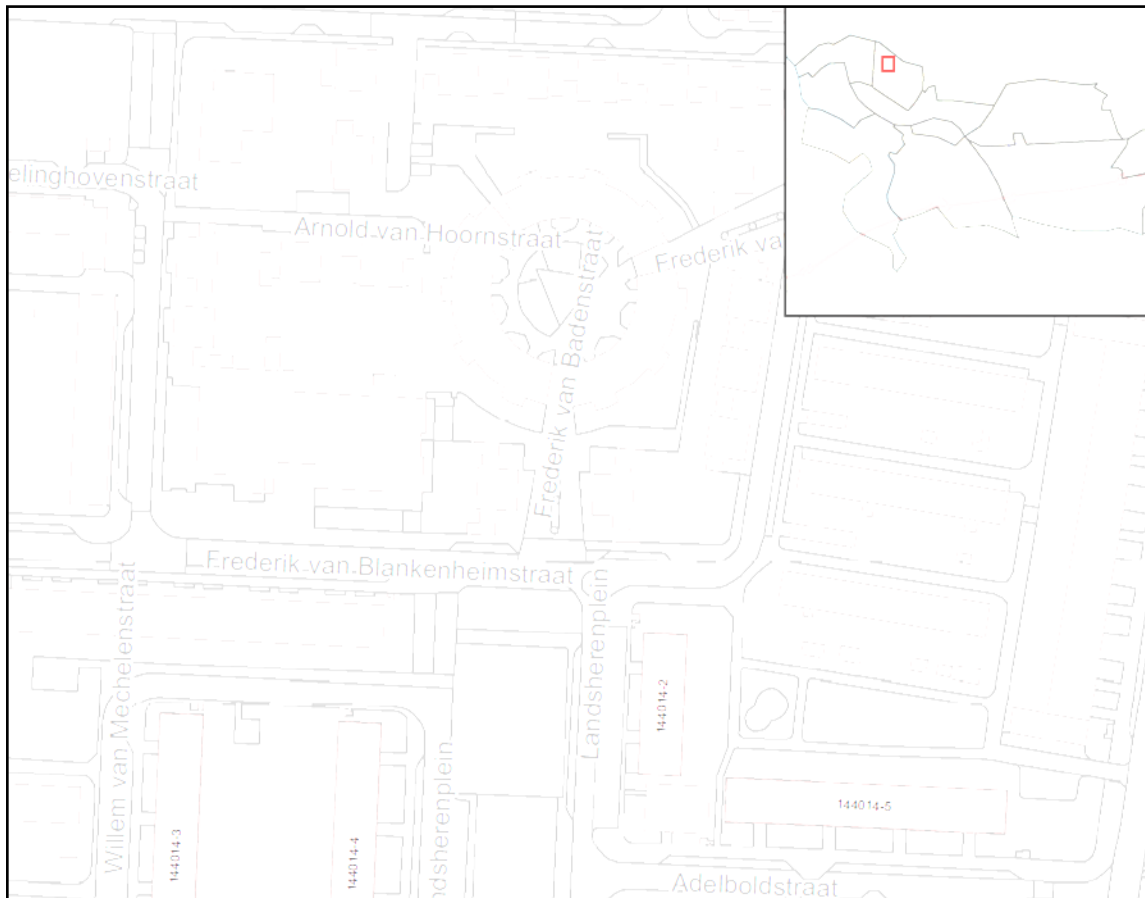 elinghovenstraat
Arnold van Hoornstraat
Frederik va
Frederik van Badenstraat
Frederik van Blankenheimstraat
Willem van Mechelenstraat
Landsherenplein
144014-2
ndsherenplein
144014-5
144014-3
144014-4
Adelboldstraat